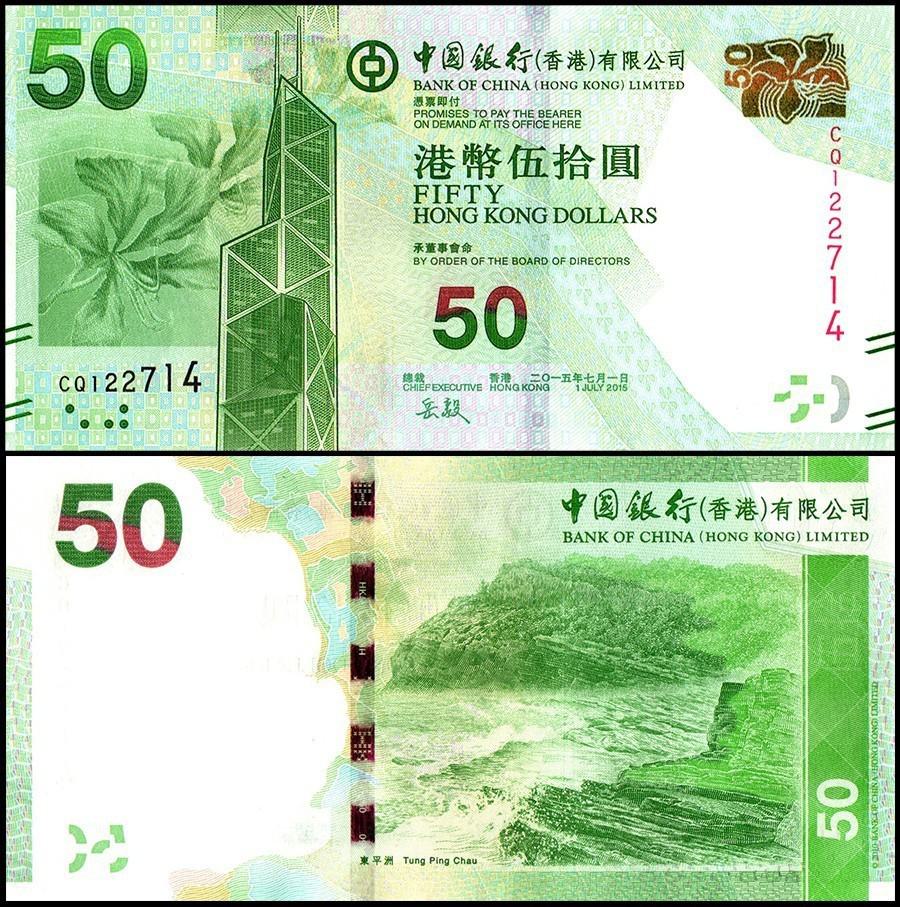 50
中國銀行(香港)有限公司
BANK OF CHINA (HONG KONG) LIMITED
憑票即付
PROMISES TO PAY THE BEARER
ON DEMAND AT ITS OFFICE HERE
50
CQ122714
港幣伍拾圓
FIFTY
HONG KONG DOLLARS
承董事會命
BY ORDER OF THE BOARD OF DIRECTORS
50
CQ122714
總裁 香港 二〇一五年七月一日
CHIEF EXECUTIVE HONG KONG 1 JULY 2015
岳毅
50
中國銀行(香港)有限公司
BANK OF CHINA (HONG KONG) LIMITED
HK
H
50
© 2010 BANK OF CHINA (HONG KONG) LIMITED
東平洲 Tung Ping Chau